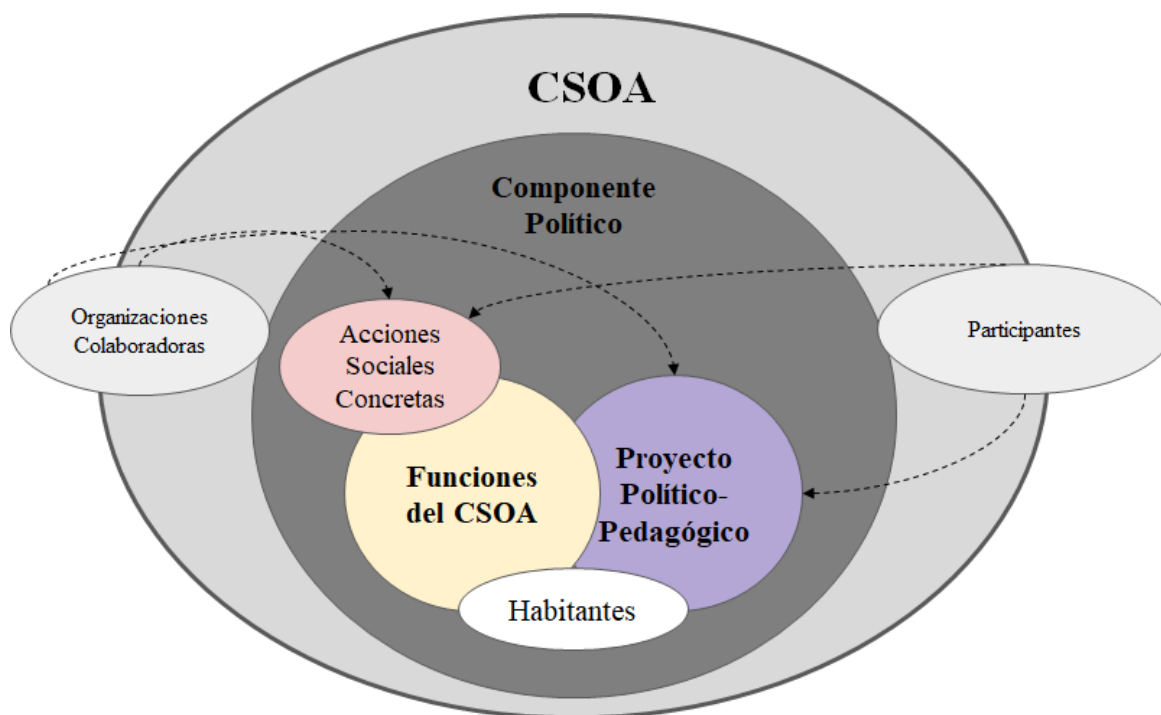 CSOA
Componente
Político
Organizaciones
Colaboradoras
Acciones
Sociales
Concretas
Participantes
Funciones
del CSOA
Proyecto
Político-
Pedagógico
Habitantes